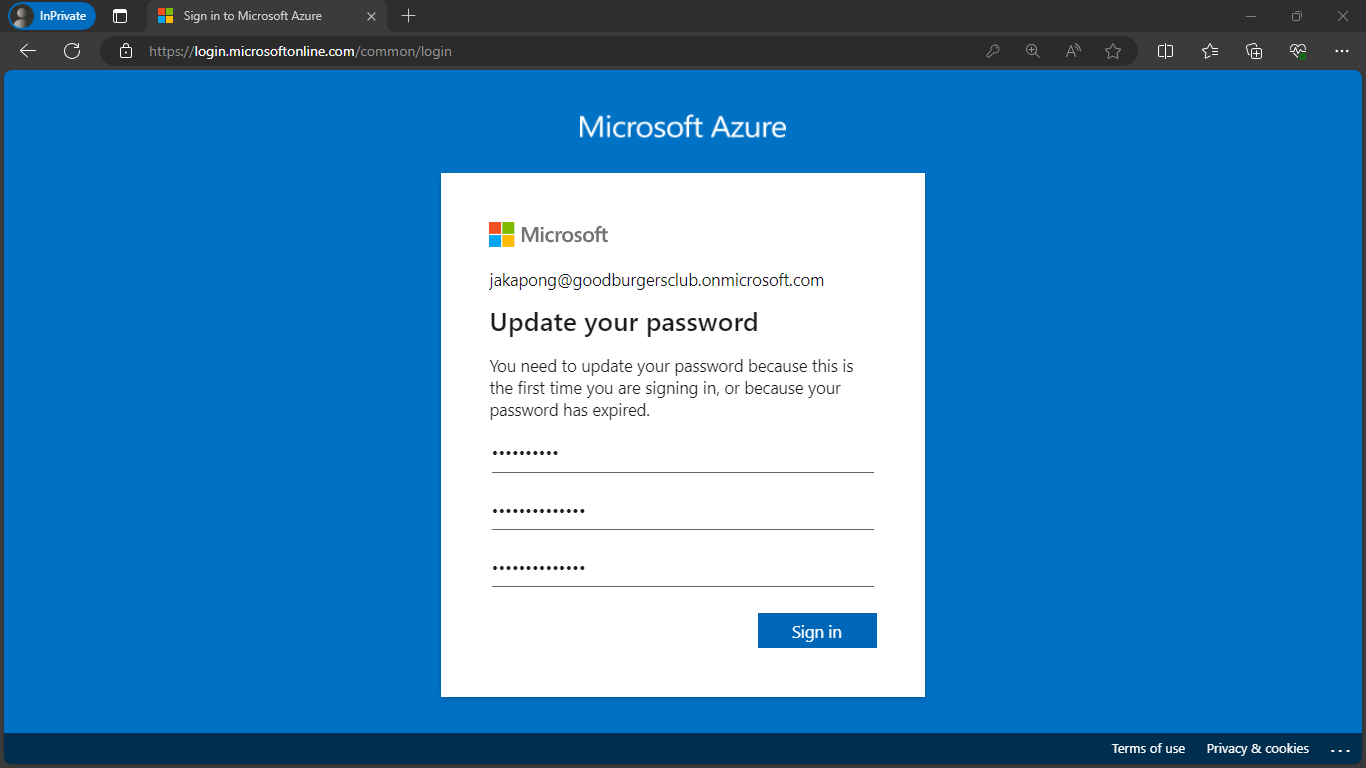 InPrivate
Sign in to Microsoft Azure
https://login.microsoftonline.com/common/login
Microsoft Azure
Microsoft
jakapong@goodburgersclub.onmicrosoft.com
Update your password
You need to update your password because this is
the first time you are signing in, or because your
password has expired.
••••••••••
••••••••••••••
••••••••••••••
Sign in
Terms of use Privacy & cookies ...